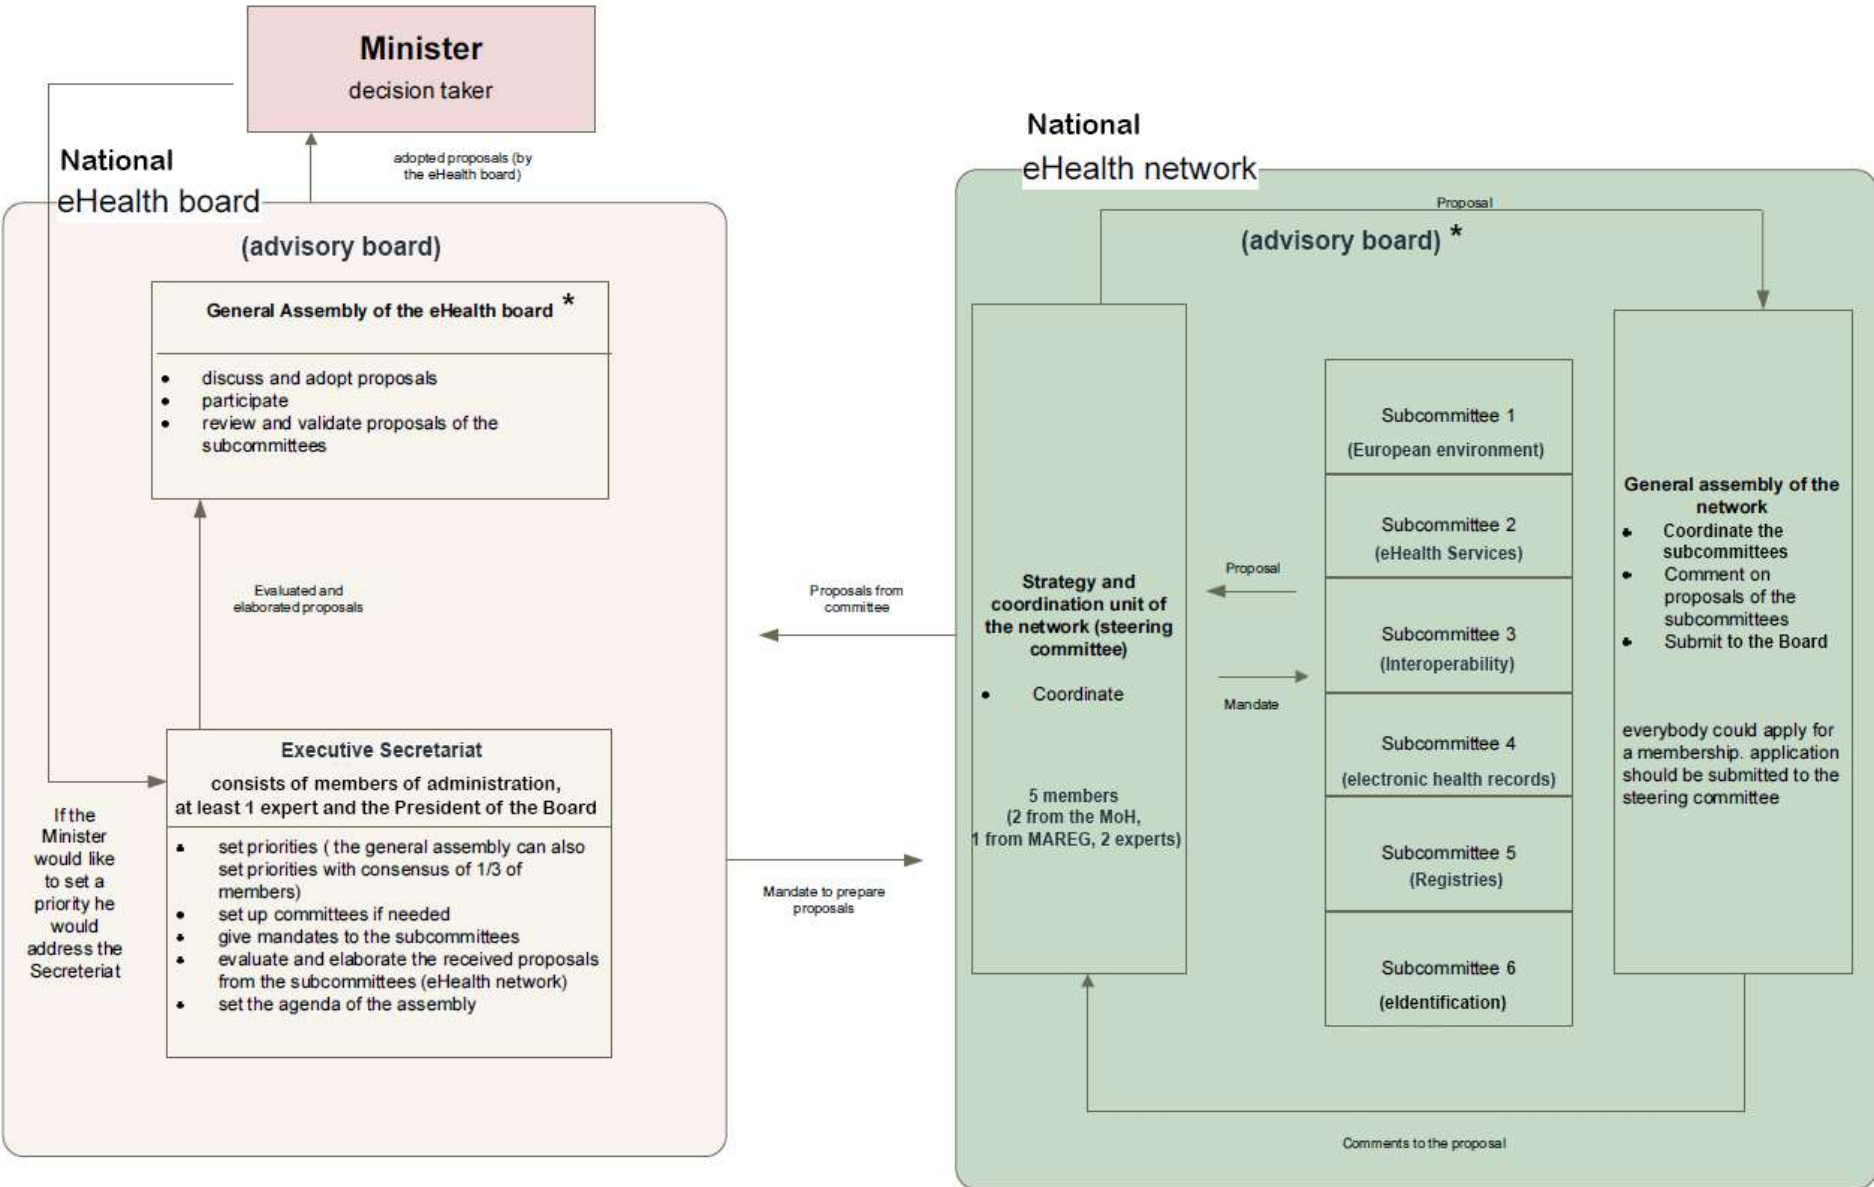 Minister
decision taker
adopted proposals (by
the eHealth board)
National
eHealth board
(advisory board)
General Assembly of the eHealth board *
• discuss and adopt proposals
• participate
• review and validate proposals of the
subcommittees
Evaluated and
elaborated proposals
Executive Secretariat
consists of members of administration,
at least 1 expert and the President of the Board
• set priorities ( the general assembly can also
set priorities with consensus of 1/3 of
members)
• set up committees if needed
• give mandates to the subcommittees
• evaluate and elaborate the received proposals
from the subcommittees (eHealth network)
• set the agenda of the assembly
If the
Minister
would like
to set a
priority he
would
address the
Secreteriat
Proposals from
committee
Mandate to prepare
proposals
National
eHealth network
Proposal
(advisory board) *
Strategy and
coordination unit of
the network (steering
committee)
• Coordinate
5 members
(2 from the MoH,
1 from MAREG, 2 experts)
Proposal
Mandate
Subcommittee 1
(European environment)
Subcommittee 2
(eHealth Services)
Subcommittee 3
(Interoperability)
Subcommittee 4
(electronic health records)
Subcommittee 5
(Registries)
Subcommittee 6
(eIdentification)
General assembly of the
network
• Coordinate the
subcommittees
• Comment on
proposals of the
subcommittees
• Submit to the Board
everybody could apply for
a membership. application
should be submitted to the
steering committee
Comments to the proposal